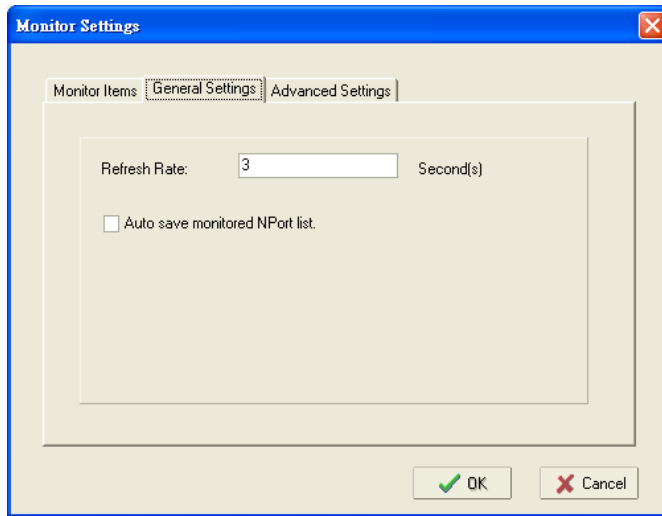 Monitor Settings
Monitor Items General Settings Advanced Settings
Refresh Rate: 3 Second(s)
Auto save monitored NPort list.
OK Cancel